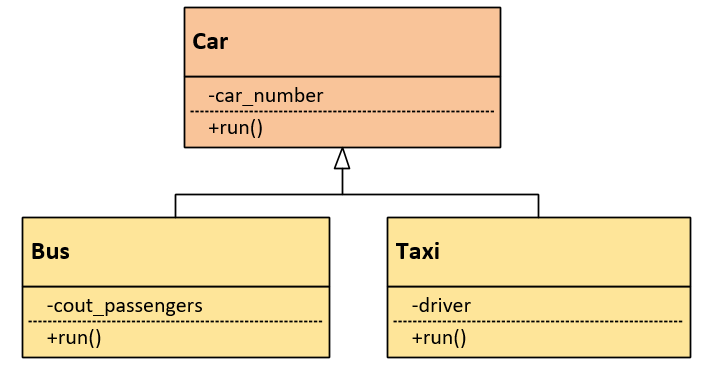 Car
-car_number
+run()
Bus
-cout_passengers
+run()
Taxi
-driver
+run()